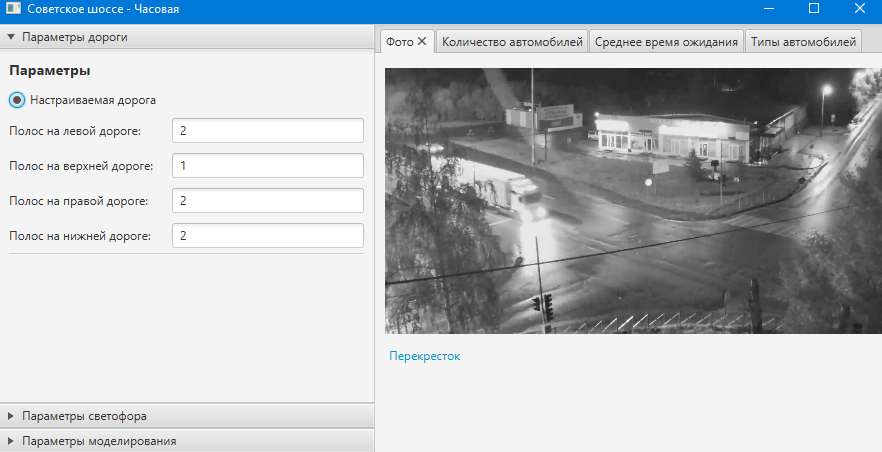 Советское шоссе - Часовая
Параметры дороги
Параметры
Настраиваемая дорога
Полос на левой дороге: 2
Полос на верхней дороге: 1
Полос на правой дороге: 2
Полос на нижней дороге: 2
Параметры светофора
Параметры моделирования
Фото Количество автомобилей Среднее время ожидания Типы автомобилей
Перекресток